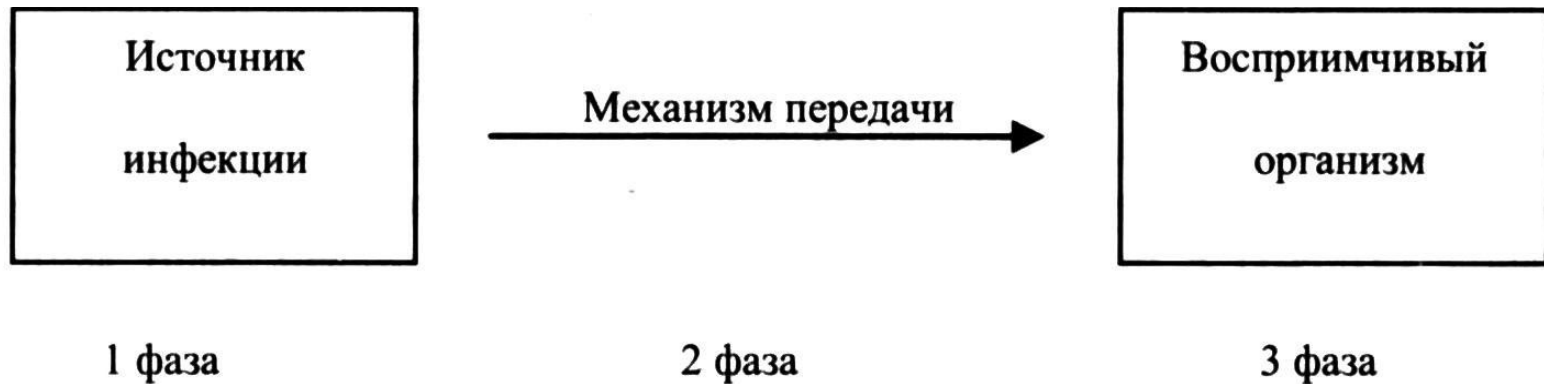 Источник
инфекции
Механизм передачи
Восприимчивый
организм
1 фаза
2 фаза
3 фаза